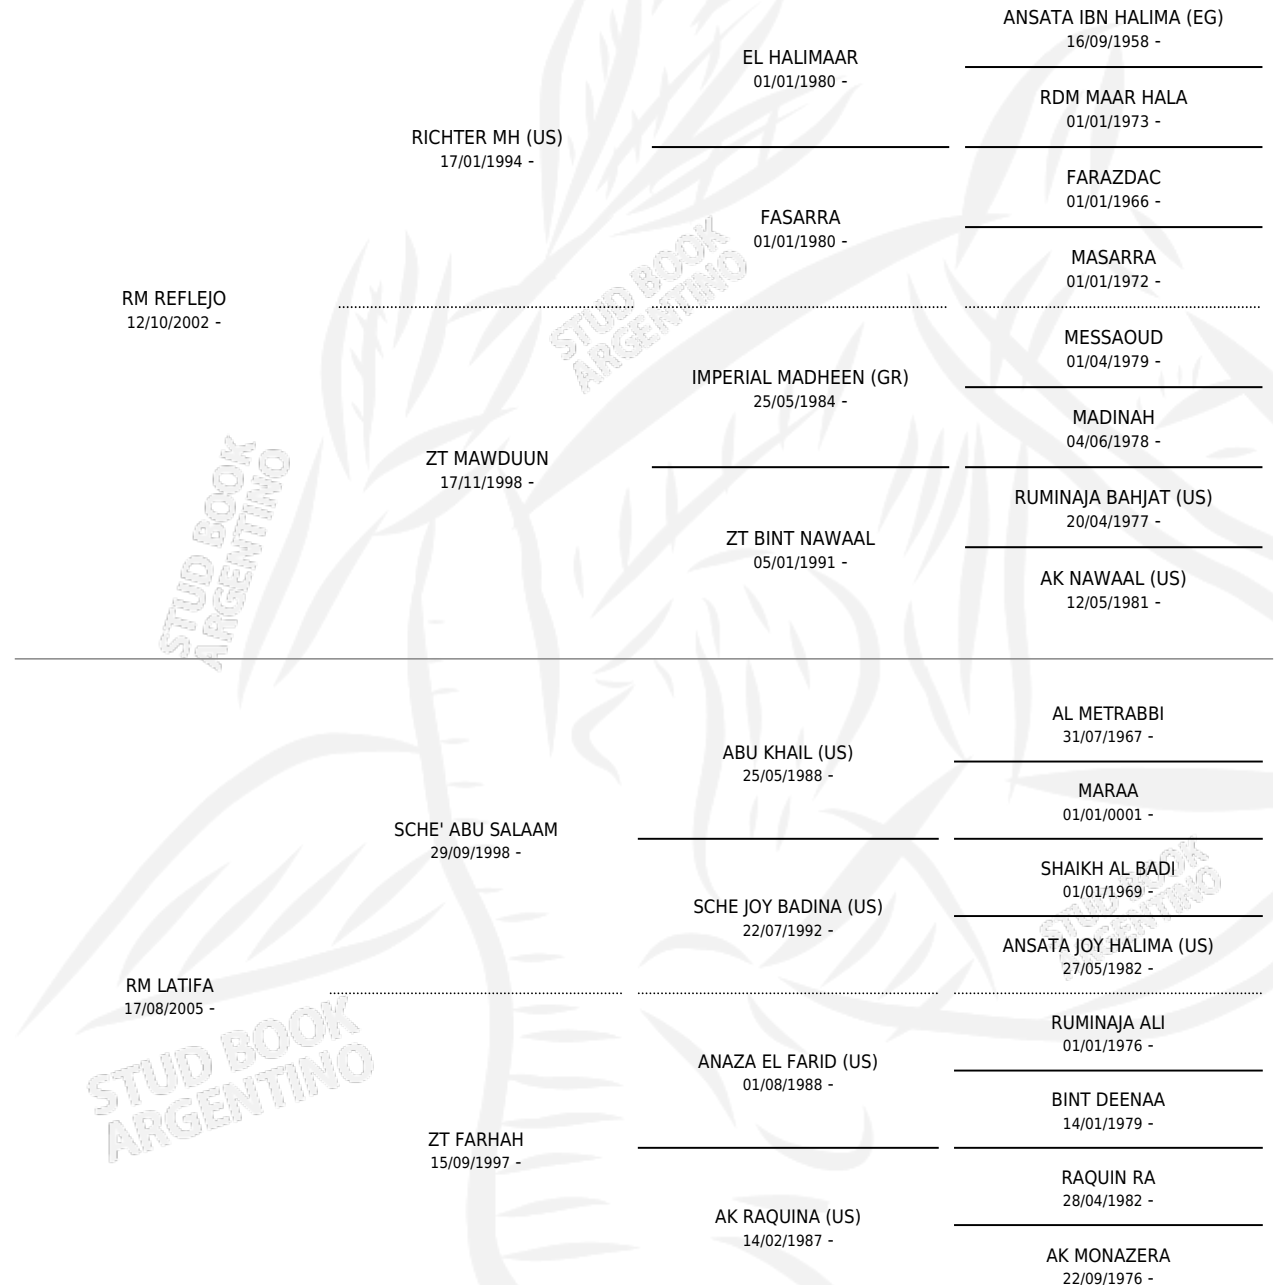 ANSATA IBN HALIMA (EG)
16/09/1958 -
EL HALIMAAR
01/01/1980 -
RDM MAAR HALA
01/01/1973 -
RICHTER MH (US)
17/01/1994 -
FARAZDAC
01/01/1966 -
FASARRA
01/01/1980 -
MASARRA
01/01/1972 -
RM REFLEJO
12/10/2002 -
MESSAOUD
01/04/1979 -
IMPERIAL MADHEEN (GR)
25/05/1984 -
MADINAH
04/06/1978 -
ZT MAWDUUN
17/11/1998 -
RUMINAJA BAHJAT (US)
20/04/1977 -
ZT BINT NAWAAL
05/01/1991 -
AK NAWAAL (US)
12/05/1981 -
STUD BOOK
ARGENTINO
STUD BOOK
ARGENTINO
AL METRABBI
31/07/1967 -
ABU KHAIL (US)
25/05/1988 -
MARAA
01/01/0001 -
SCHE' ABU SALAAM
29/09/1998 -
SHAIKH AL BADI
01/01/1969 -
SCHE JOY BADINA (US)
22/07/1992 -
ANSATA JOY HALIMA (US)
27/05/1982 -
RM LATIFA
17/08/2005 -
RUMINAJA ALI
01/01/1976 -
ANAZA EL FARID (US)
01/08/1988 -
BINT DEENAA
14/01/1979 -
ZT FARHAH
15/09/1997 -
RAQUIN RA
28/04/1982 -
AK RAQUINA (US)
14/02/1987 -
AK MONAZERA
22/09/1976 -
STUD BOOK
ARGENTINO
STUD BOOK
ARGENTINO